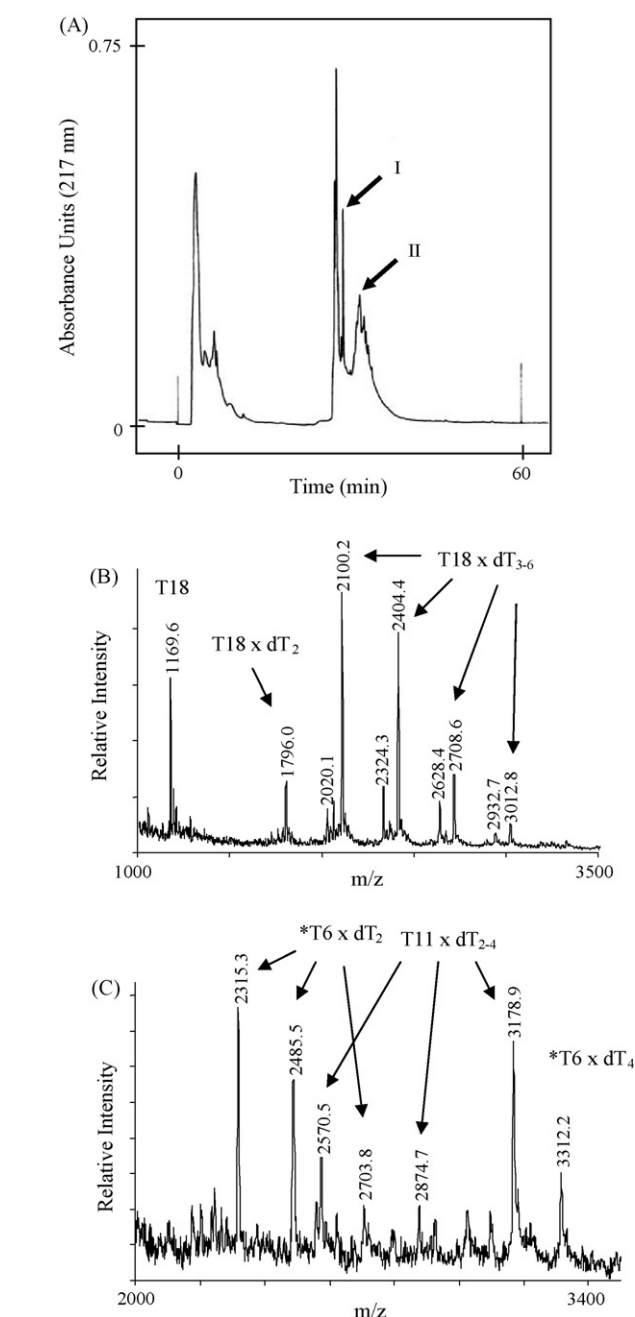 (A)
0.75
Absorbance Units (217 nm)
I
II
0
0
60
Time (min)
(B)
T18
1169.6
T18 x dT2
1796.0
2020.1
2100.2
T18 x dT3-6
2324.3
2404.4
2628.4
2708.6
2932.7
3012.8
Relative Intensity
1000
3500
m/z
(C)
*T6 x dT2
T11 x dT2-4
2315.3
2485.5
2570.5
2703.8
2874.7
3178.9
*T6 x dT4
3312.2
Relative Intensity
2000
3400
m/z